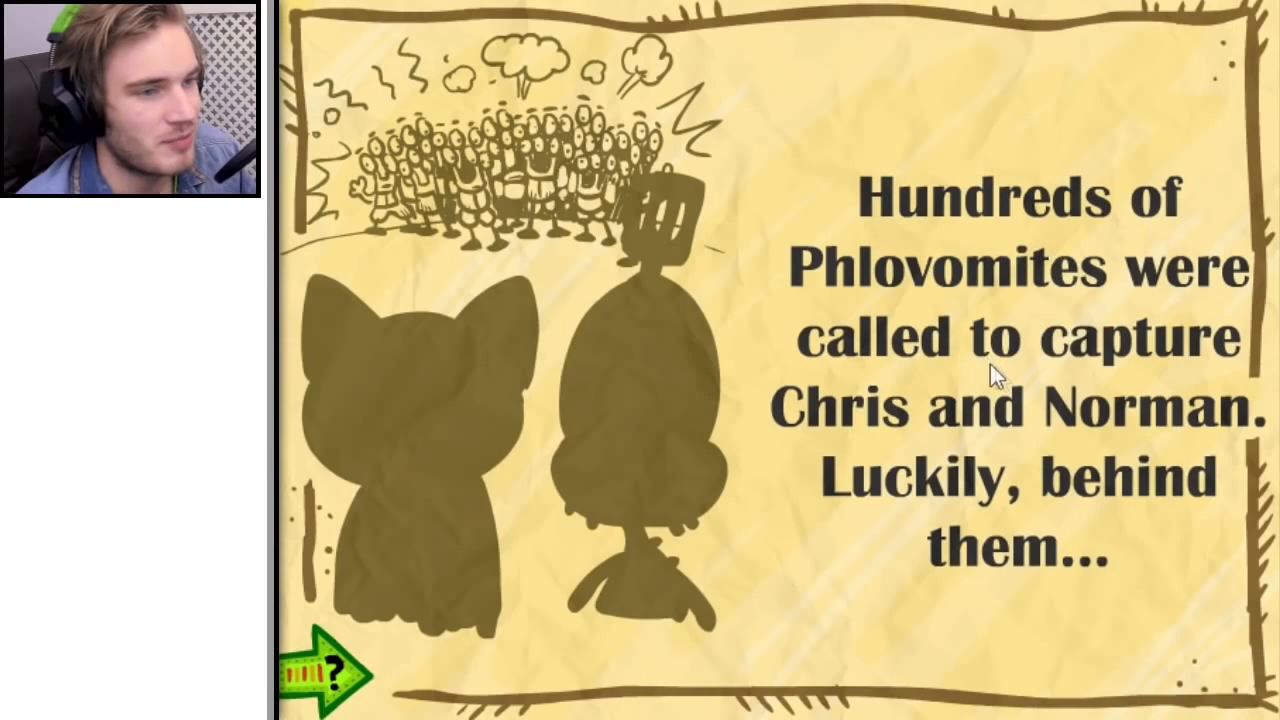 Hundreds of
Phlovomites were
called to capture
Chris and Norman.
Luckily, behind
them...
?